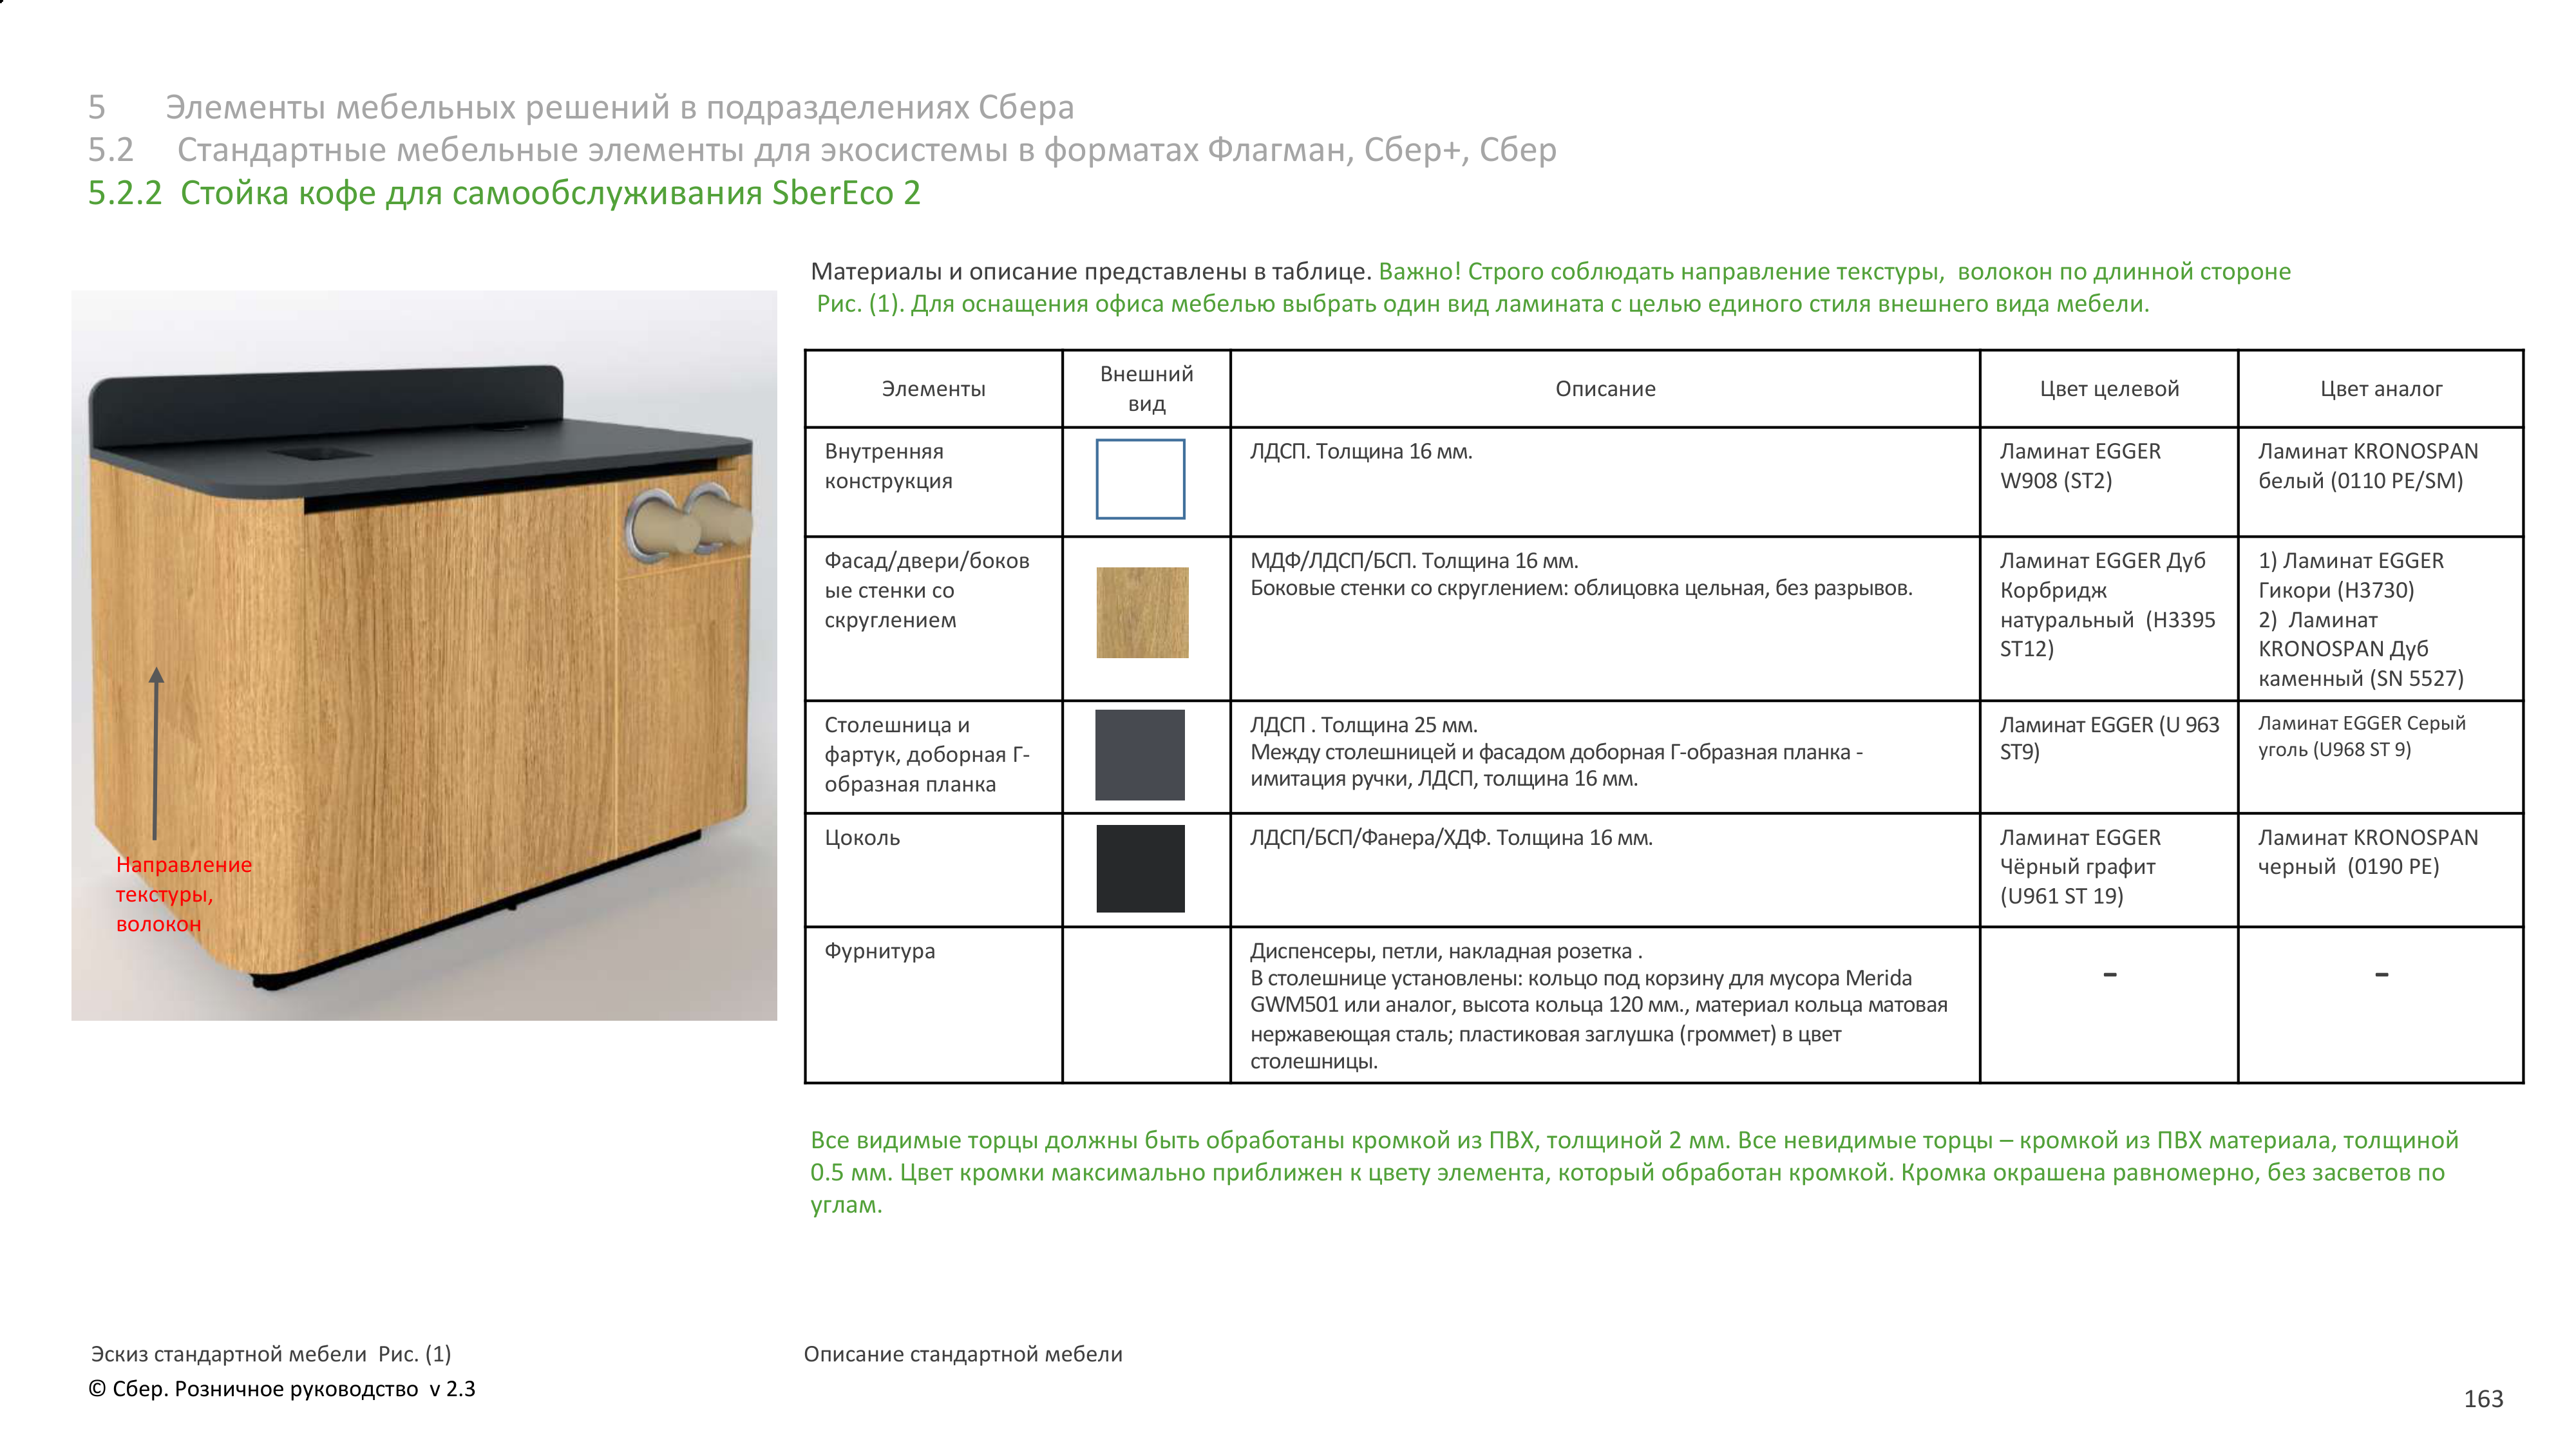 5 Элементы мебельных решений в подразделениях Сбера
5.2 Стандартные мебельные элементы для экосистемы в форматах Флагман, Сбер+, Сбер
5.2.2 Стойка кофе для самообслуживания SberEco 2
Материалы и описание представлены в таблице. Важно! Строго соблюдать направление текстуры, волокон по длинной стороне
Рис. (1). Для оснащения офиса мебелью выбрать один вид ламината с целью единого стиля внешнего вида мебели.
Элементы
Внешний
вид
Описание
Цвет целевой
Цвет аналог
Внутренняя
конструкция
ЛДСП. Толщина 16 мм.
Ламинат EGGER
W908 (ST2)
Ламинат KRONOSPAN
белый (0110 PE/SM)
Фасад/двери/боков
ые стенки со
скруглением
МДФ/ЛДСП/БСП. Толщина 16 мм.
Боковые стенки со скруглением: облицовка цельная, без разрывов.
Ламинат EGGER Дуб
Корбридж
натуральный (H3395
ST12)
1) Ламинат EGGER
Гикори (H3730)
2) Ламинат
KRONOSPAN Дуб
каменный (SN 5527)
Столешница и
фартук, доборная Г-
образная планка
ЛДСП . Толщина 25 мм.
Между столешницей и фасадом доборная Г-образная планка -
имитация ручки, ЛДСП, толщина 16 мм.
Ламинат EGGER (U 963
ST9)
Ламинат EGGER Серый
уголь (U968 ST 9)
Цоколь
ЛДСП/БСП/Фанера/ХДФ. Толщина 16 мм.
Ламинат EGGER
Чёрный графит
(U961 ST 19)
Ламинат KRONOSPAN
черный (0190 PE)
Фурнитура
Диспенсеры, петли, накладная розетка .
В столешнице установлены: кольцо под корзину для мусора Merida
GWM501 или аналог, высота кольца 120 мм., материал кольца матовая
нержавеющая сталь; пластиковая заглушка (громмет) в цвет
столешницы.
–
–
Направление
текстуры,
волокон
Все видимые торцы должны быть обработаны кромкой из ПВХ, толщиной 2 мм. Все невидимые торцы – кромкой из ПВХ материала, толщиной
0.5 мм. Цвет кромки максимально приближен к цвету элемента, который обработан кромкой. Кромка окрашена равномерно, без засветов по
углам.
Эскиз стандартной мебели Рис. (1)
Описание стандартной мебели
© Сбер. Розничное руководство v 2.3
163